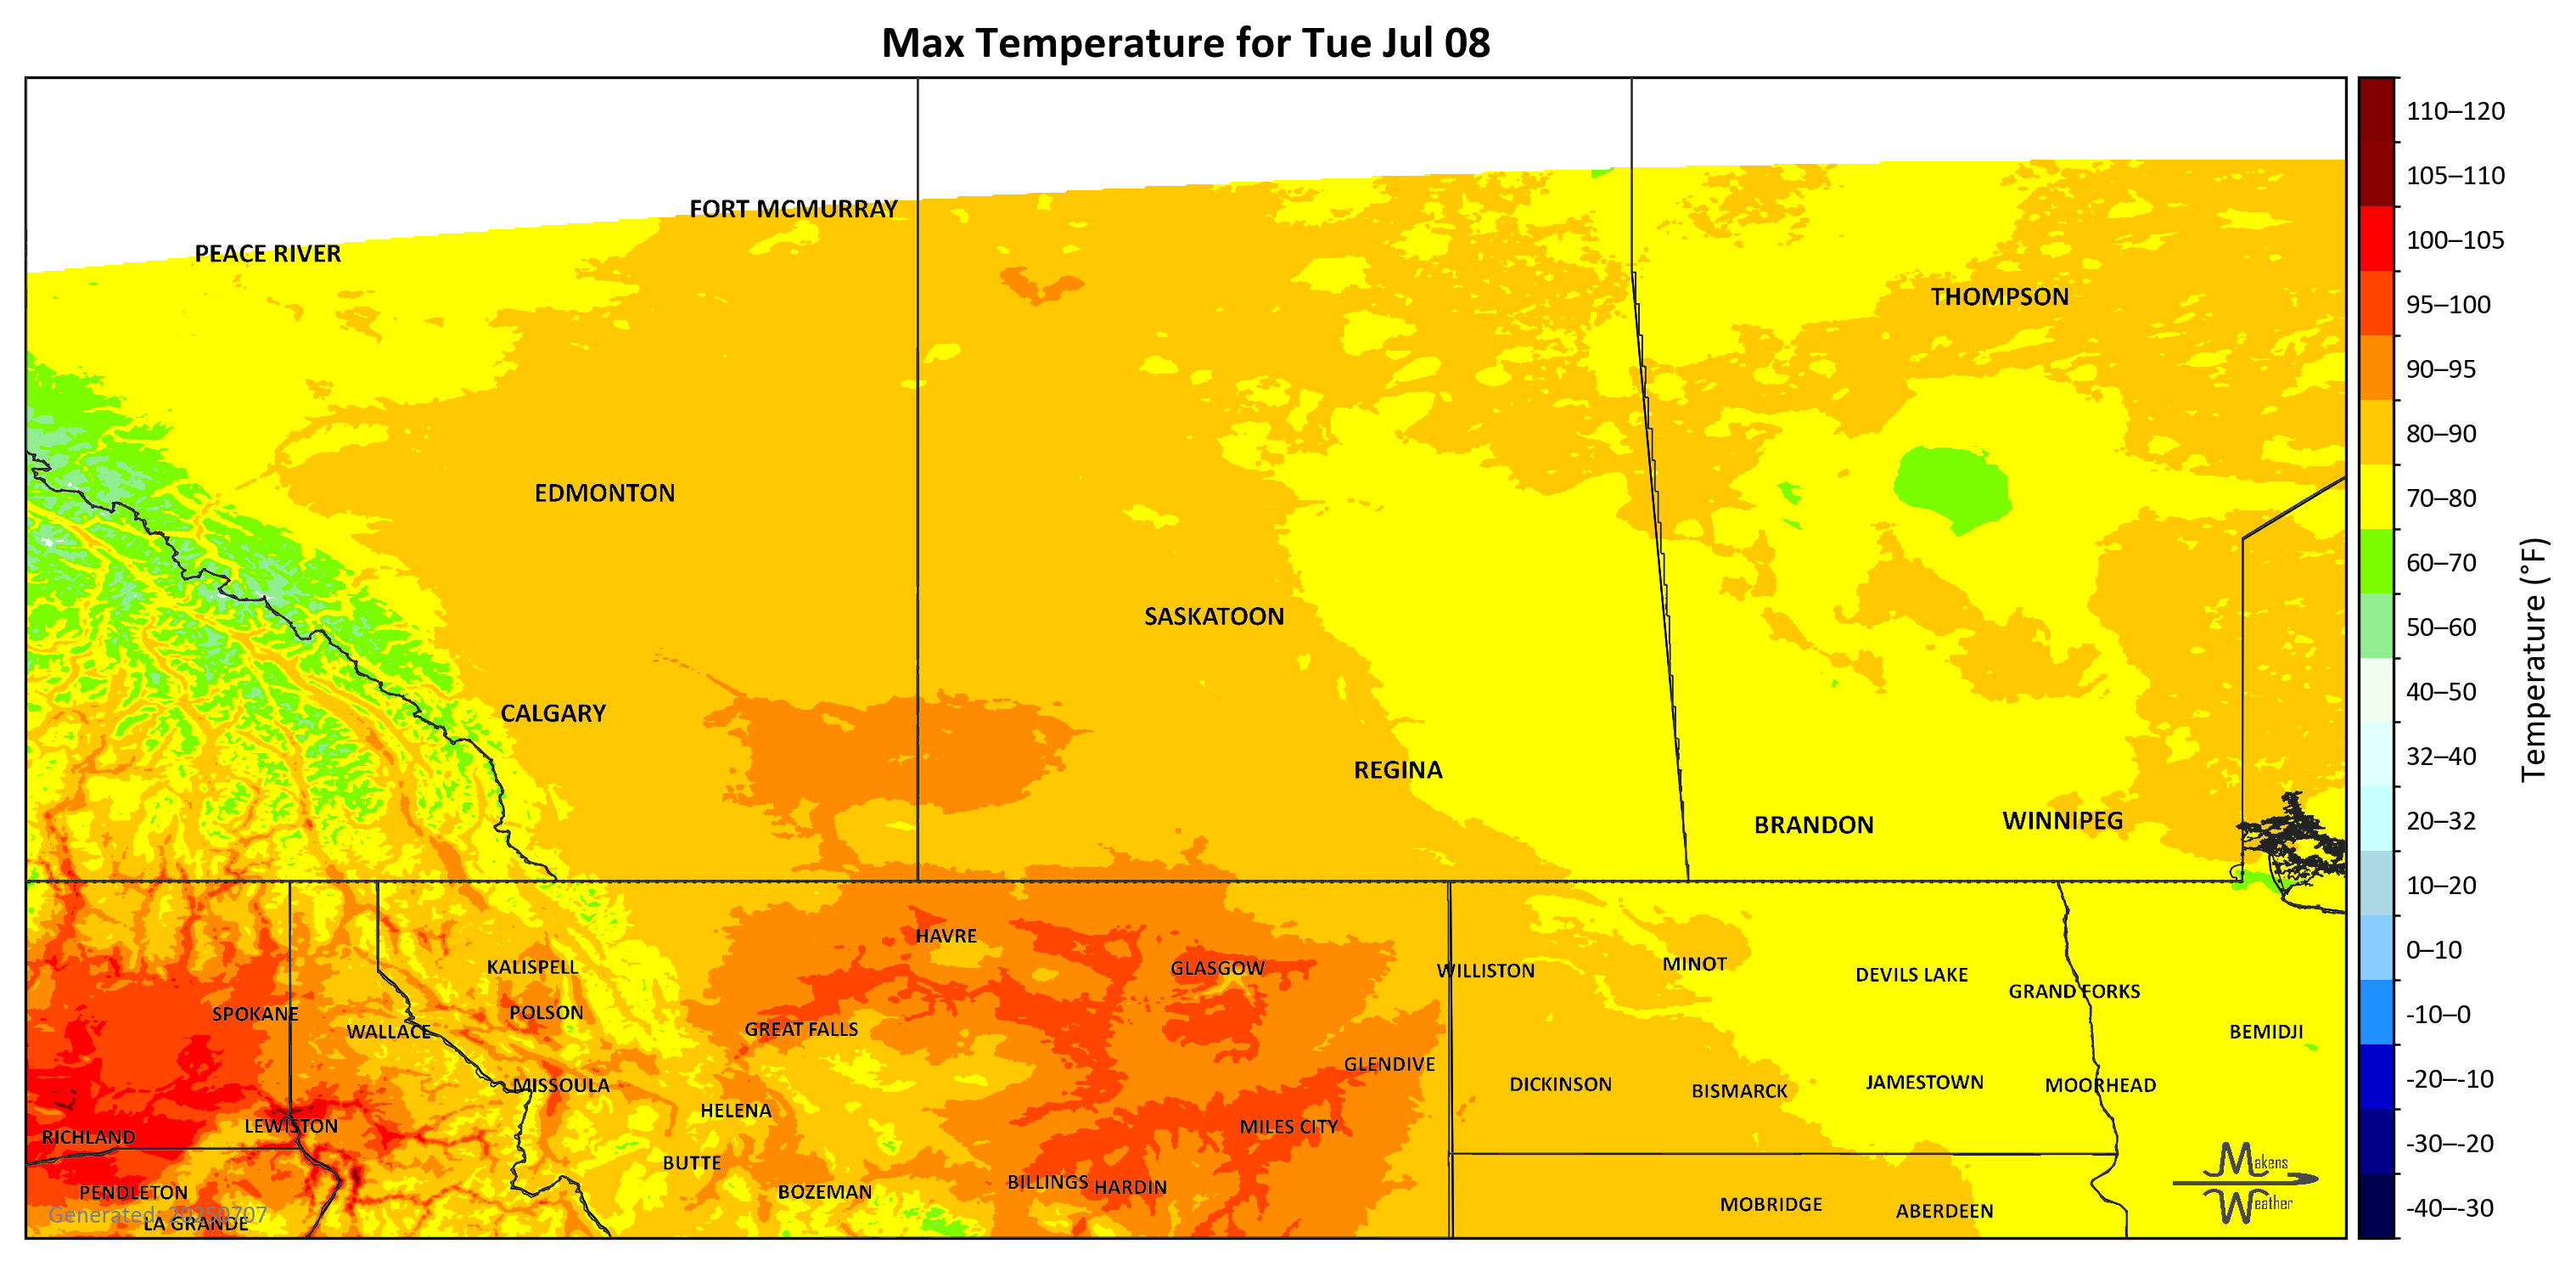 Max Temperature for Tue Jul 08
FORT MCMURRAY
PEACE RIVER
THOMPSON
EDMONTON
SASKATOON
CALGARY
REGINA
BRANDON
WINNIPEG
HAVRE
KALISPELL
GLASGOW
WILLISTON
MINOT
DEVILS LAKE
GRAND FORKS
SPOKANE
POLSON
WALLACE
GREAT FALLS
BEMIDJI
GLENDIVE
MISSOULA
DICKINSON
BISMARCK
JAMESTOWN
MOORHEAD
HELENA
LEWISTON
MILES CITY
RICHLAND
BUTTE
PENDLETON
BOZEMAN
BILLINGS
HARDIN
MOBRIDGE
ABERDEEN
Generated: 20250707
LA GRANDE
Makens
Weather
110–120
105–110
100–105
95–100
90–95
80–90
70–80
60–70
50–60
40–50
32–40
20–32
10–20
0–10
-10–0
-20–-10
-30–-20
-40–-30
Temperature (°F)